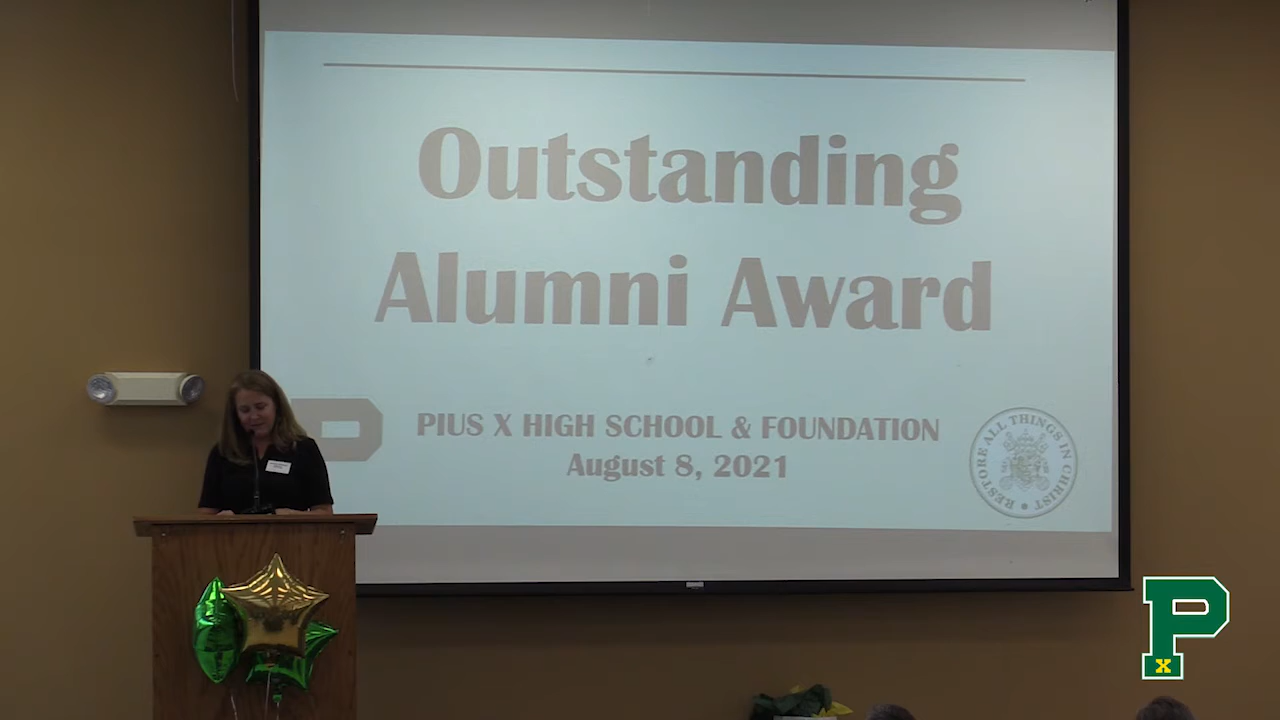 Outstanding
Alumni Award
PIUS X HIGH SCHOOL & FOUNDATION
August 8, 2021
RESTORE ALL THINGS IN CHRIST
P
P
X